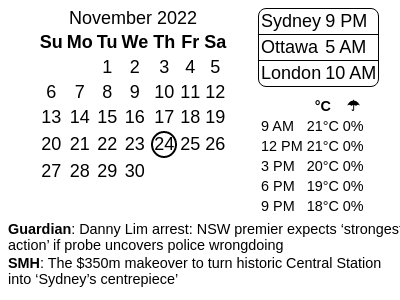 November 2022
Su Mo Tu We Th Fr Sa
1 2 3 4 5
6 7 8 9 10 11 12
13 14 15 16 17 18 19
20 21 22 23 24 25 26
27 28 29 30
Sydney 9 PM
Ottawa 5 AM
London 10 AM
°C ☂
9 AM 21°C 0%
12 PM 21°C 0%
3 PM 20°C 0%
6 PM 19°C 0%
9 PM 18°C 0%
Guardian: Danny Lim arrest: NSW premier expects ‘strongest
action’ if probe uncovers police wrongdoing
SMH: The $350m makeover to turn historic Central Station
into ‘Sydney’s centrepiece’